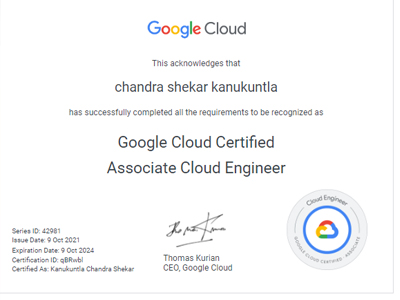 Google Cloud
This acknowledges that
chandra shekar kanukuntla
has successfully completed all the requirements to be recognized as
Google Cloud Certified
Associate Cloud Engineer
Series ID: 42981
Issue Date: 9 Oct 2021
Expiration Date: 9 Oct 2024
Certification ID: qBRwbl
Certified As: Kanukuntla Chandra Shekar
Thomas Kurian
CEO, Google Cloud
Cloud Engineer
GOOGLE CLOUD CERTIFIED · ASSOCIATE